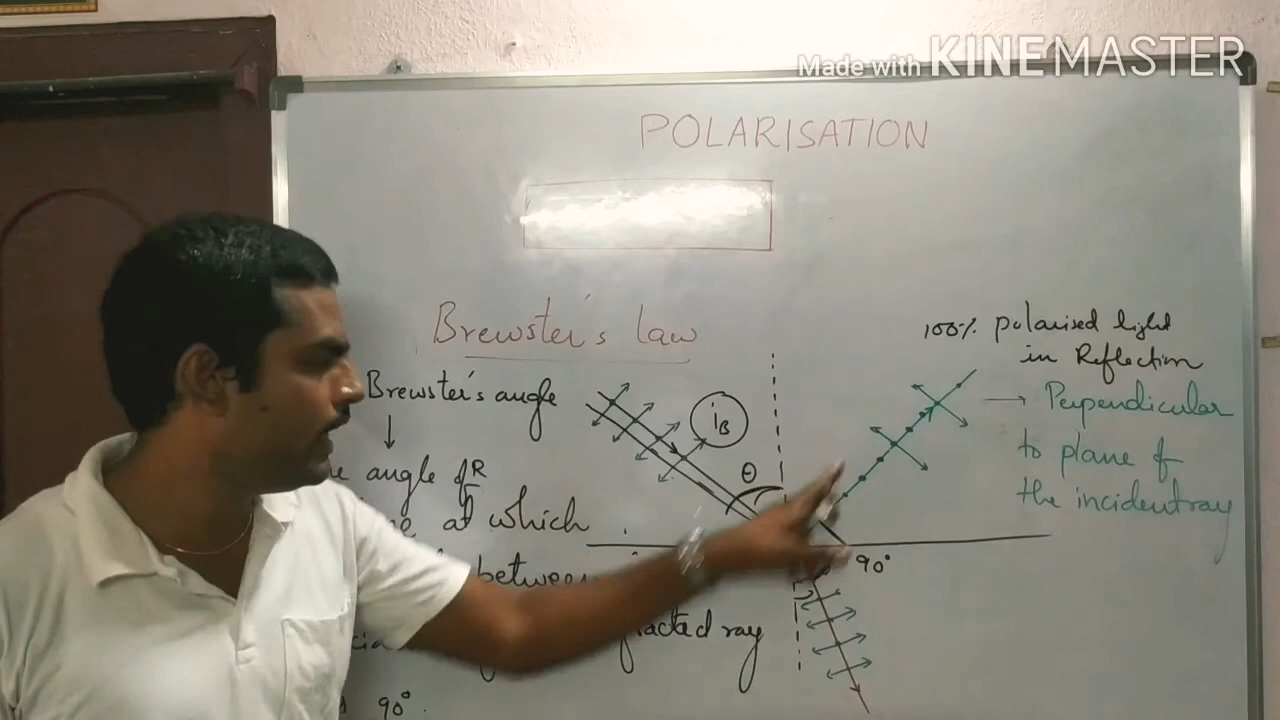 Made with KINEMASTER
POLARISATION
Brewster's law
100% polarised light
in Reflection
Brewster's angle
iB
Perpendicular
θ
to plane of
angle of
the incident ray
at which
90°
between
ray
90°